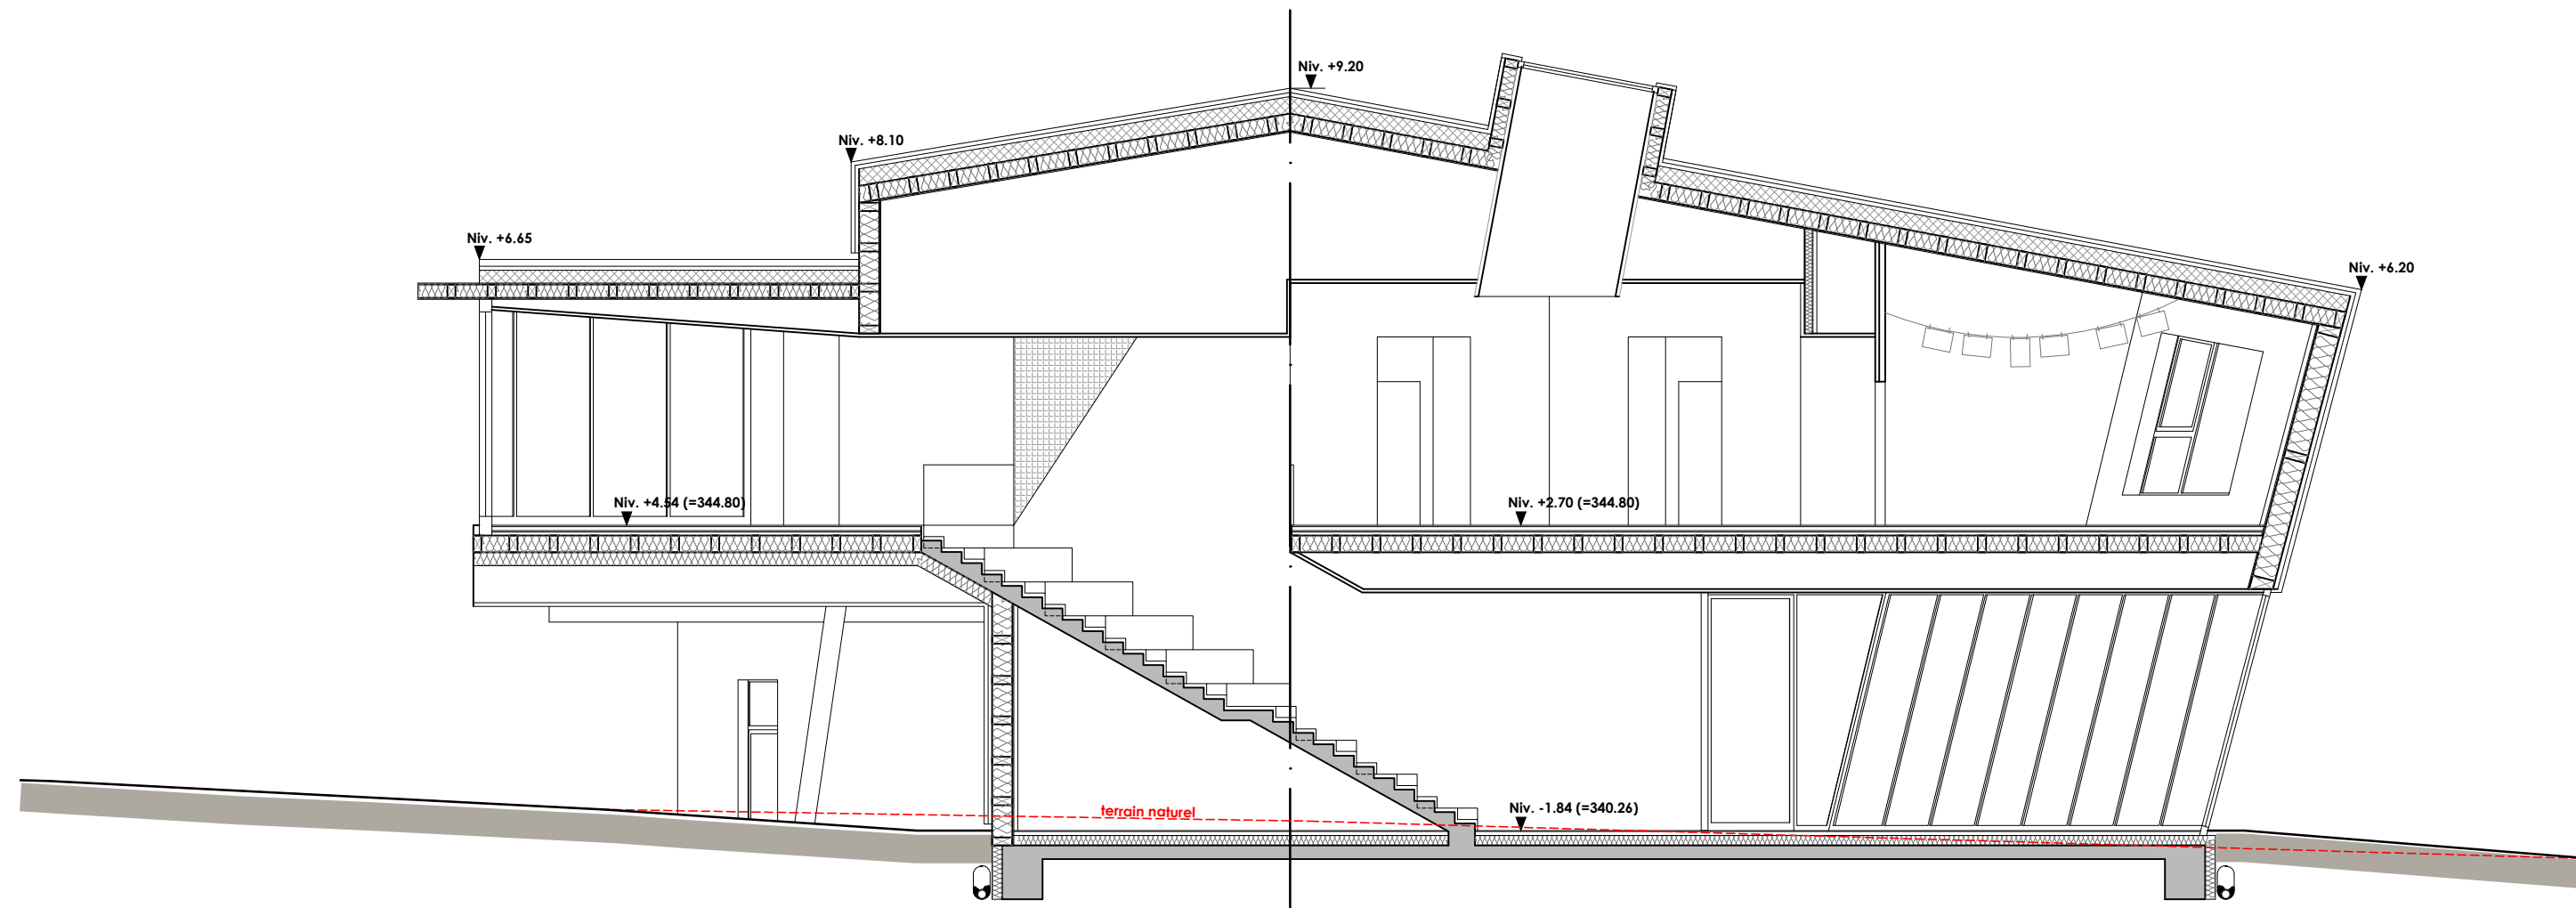 Niv. +9.20
Niv. +8.10
Niv. +6.65
Niv. +6.20
Niv. +4.54 (=344.80)
Niv. +2.70 (=344.80)
terrain naturel
Niv. -1.84 (=340.26)